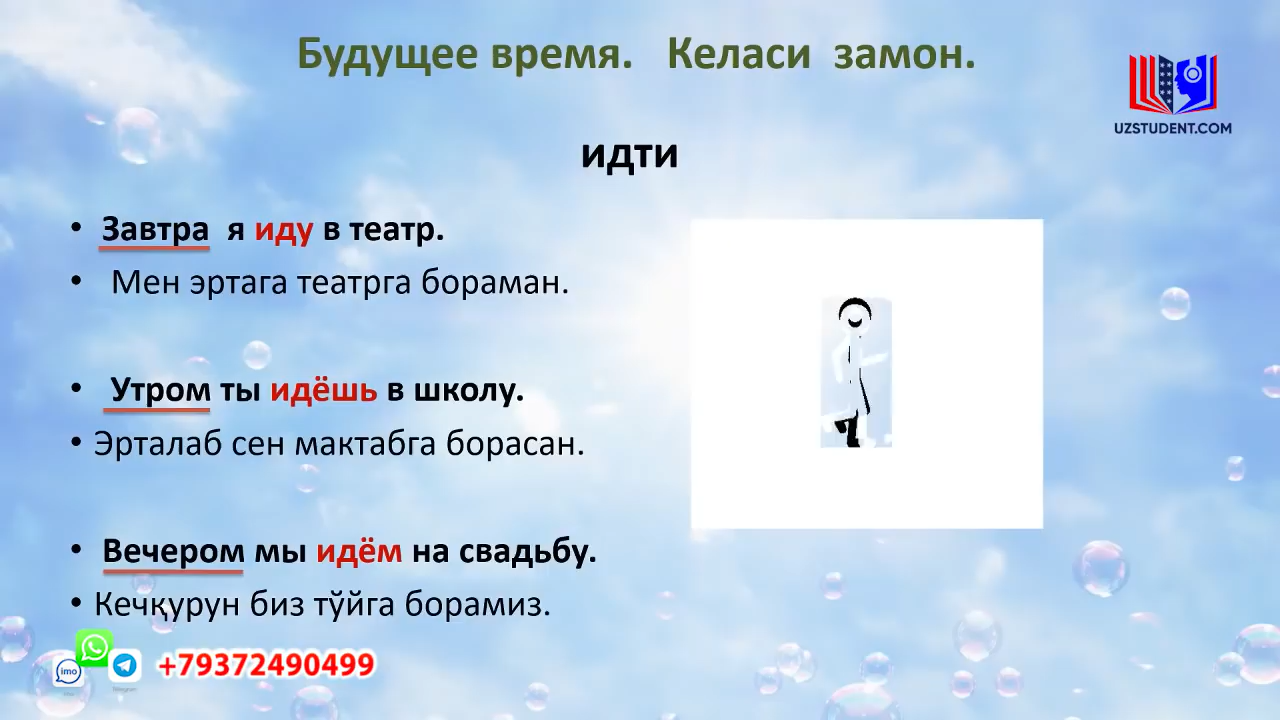 Будущее время. Келаси замон.
UZSTUDENT.COM
идти
• Завтра я иду в театр.
• Мен эртага театрга бораман.
• Утром ты идёшь в школу.
• Эрталаб сен мактабга борасан.
• Вечером мы идём на свадьбу.
• Кечқурун биз тўйга борамиз.
imo
+79372490499
Telegram